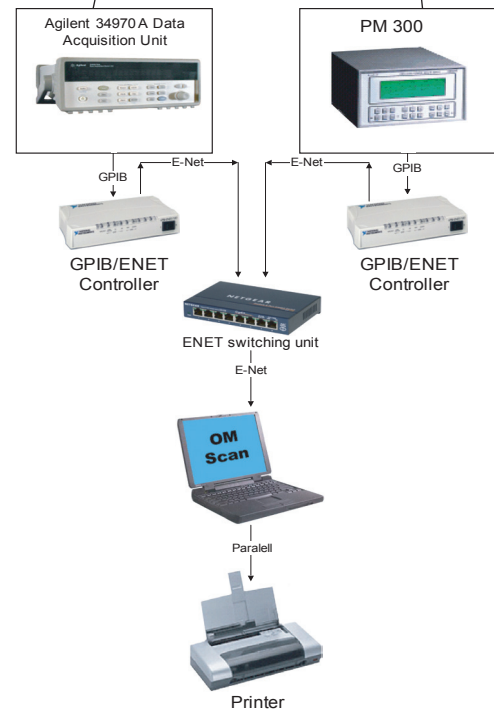 Agilent 34970A Data
Acquisition Unit
PM 300
GPIB
E-Net
E-Net
GPIB
GPIB/ENET
Controller
GPIB/ENET
Controller
NETGEAR
ENET switching unit
E-Net
OM
Scan
Paralell
Printer